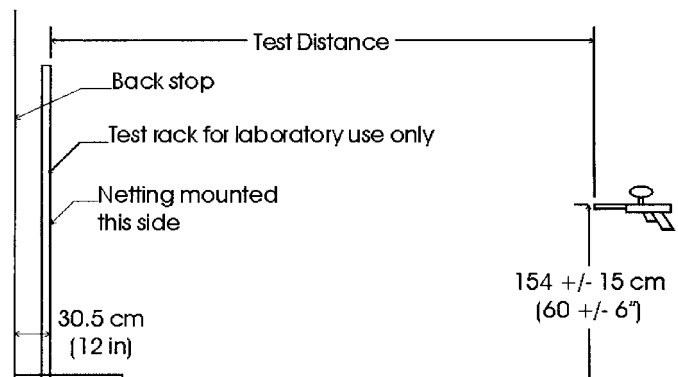 Test Distance
Back stop
Test rack for laboratory use only
Netting mounted
this side
154 +/- 15 cm
(60 +/- 6")
30.5 cm
(12 in)